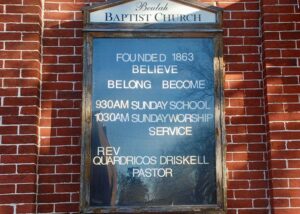 Beulah
BAPTIST CHURCH
FOUNDED 1863
BELIEVE
BELONG BECOME
930AM SUNDAY SCHOOL
1030AM SUNDAY WORSHIP
SERVICE
REV
QUARDRICOS DRISKELL
PASTOR